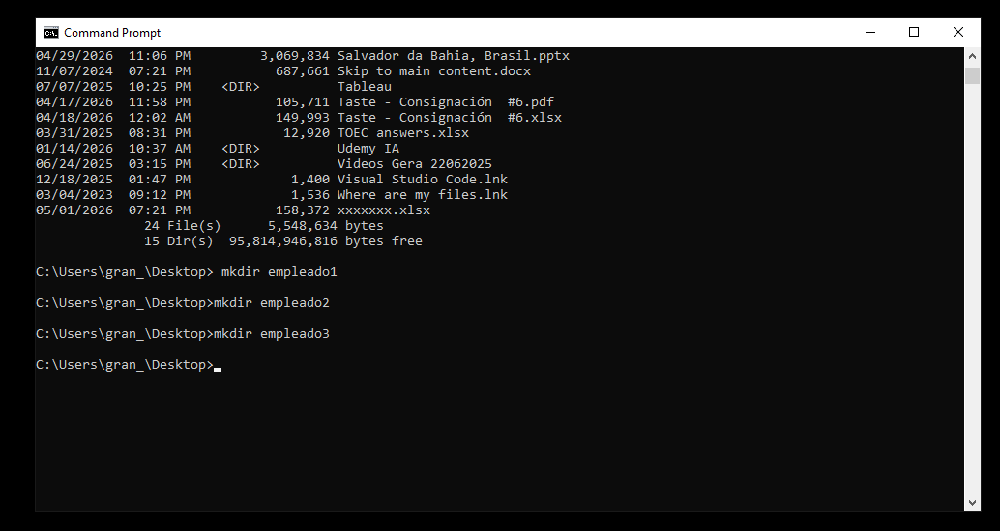 Command Prompt
04/29/2026  11:06 PM         3,069,834 Salvador da Bahia, Brasil.pptx
11/07/2024  07:21 PM           687,661 Skip to main content.docx
07/07/2025  10:25 PM    <DIR>          Tableau
04/17/2026  11:58 PM           105,711 Taste - Consignación  #6.pdf
04/18/2026  12:02 AM           149,993 Taste - Consignación  #6.xlsx
03/31/2025  08:31 PM            12,920 TOEC answers.xlsx
01/14/2026  10:37 AM    <DIR>          Udemy IA
06/24/2025  03:15 PM    <DIR>          Videos Gera 22062025
12/18/2025  01:47 PM             1,400 Visual Studio Code.lnk
03/04/2023  09:12 PM             1,536 Where are my files.lnk
05/01/2026  07:21 PM           158,372 xxxxxxx.xlsx
              24 File(s)      5,548,634 bytes
              15 Dir(s)  95,814,946,816 bytes free
C:\Users\gran_\Desktop> mkdir empleado1
C:\Users\gran_\Desktop>mkdir empleado2
C:\Users\gran_\Desktop>mkdir empleado3
C:\Users\gran_\Desktop>